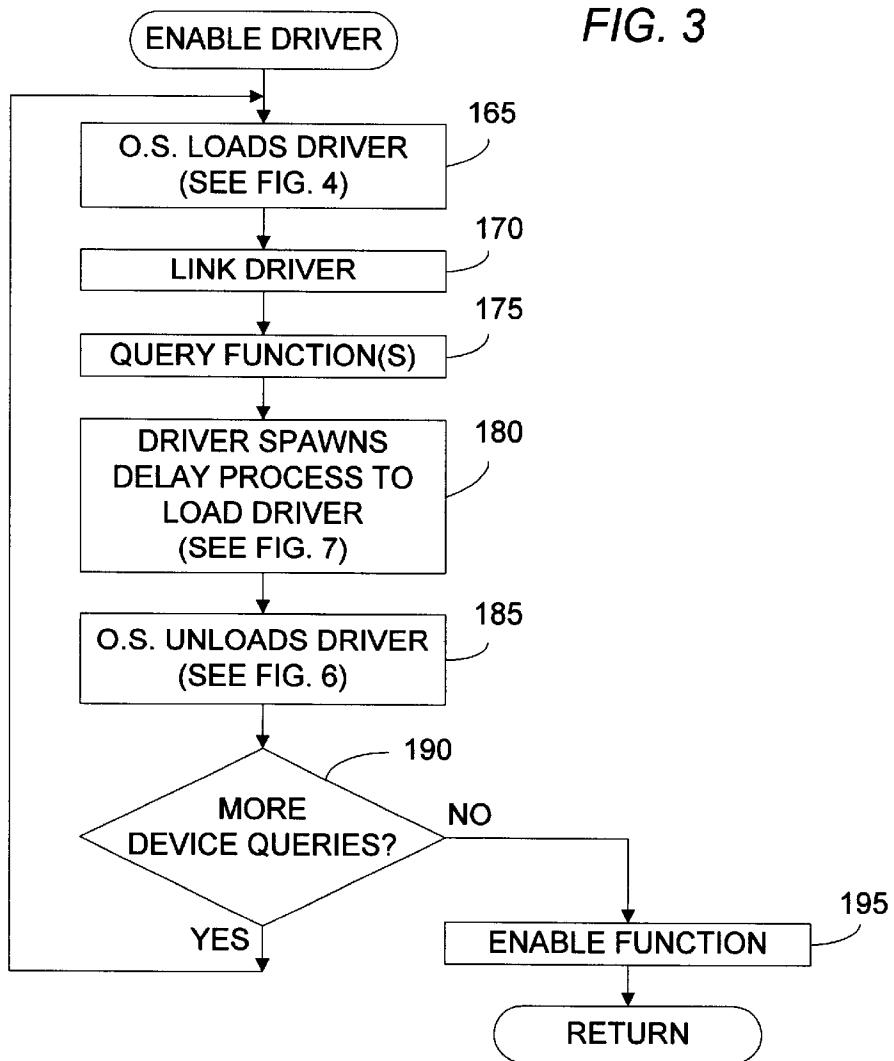 FIG. 3
ENABLE DRIVER
165
O.S. LOADS DRIVER
(SEE FIG. 4)
170
LINK DRIVER
175
QUERY FUNCTION(S)
180
DRIVER SPAWNS
DELAY PROCESS TO
LOAD DRIVER
(SEE FIG. 7)
185
O.S. UNLOADS DRIVER
(SEE FIG. 6)
190
MORE
DEVICE QUERIES?
NO
YES
195
ENABLE FUNCTION
RETURN